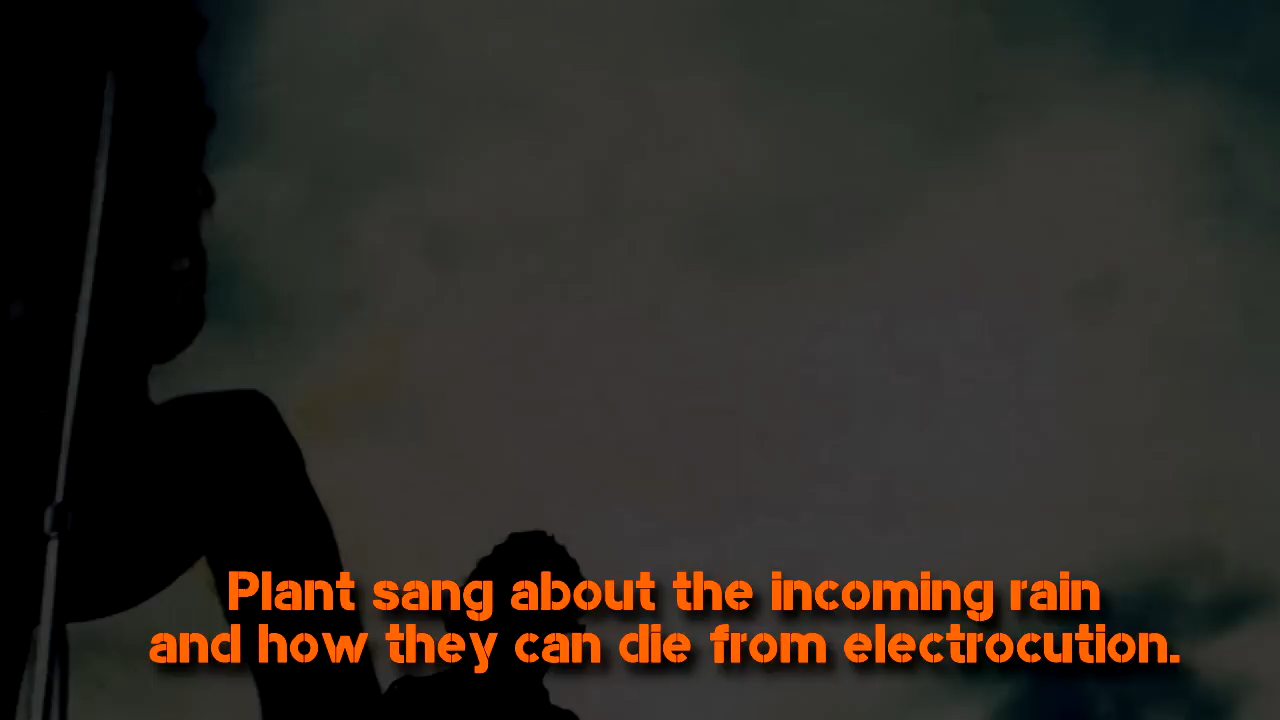 Plant sang about the incoming rain
and how they can die from electrocution.